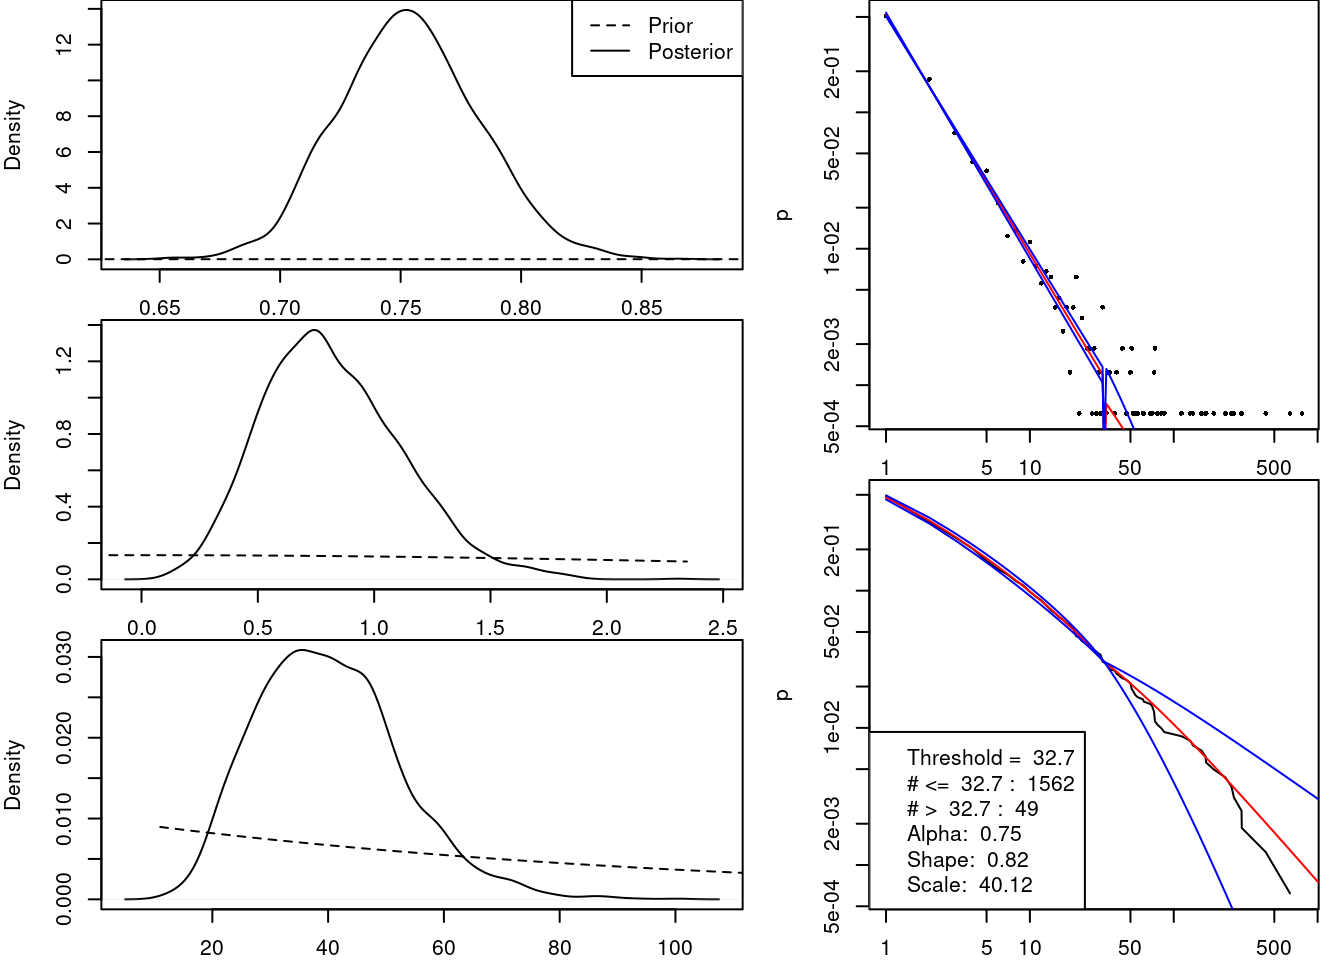 Density
12
8
6
4
2
0
Prior
Posterior
0.65 0.70 0.75 0.80 0.85
Density
1.2
0.8
0.4
0.0
0.0 0.5 1.0 1.5 2.0 2.5
Density
0.030
0.020
0.010
0.000
20 40 60 80 100
p
2e-01
5e-02
1e-02
2e-03
5e-04
1 5 10 50 500
p
2e-01
5e-02
1e-02
2e-03
5e-04
Threshold = 32.7
# <= 32.7 : 1562
# > 32.7 : 49
Alpha: 0.75
Shape: 0.82
Scale: 40.12
1 5 10 50 500